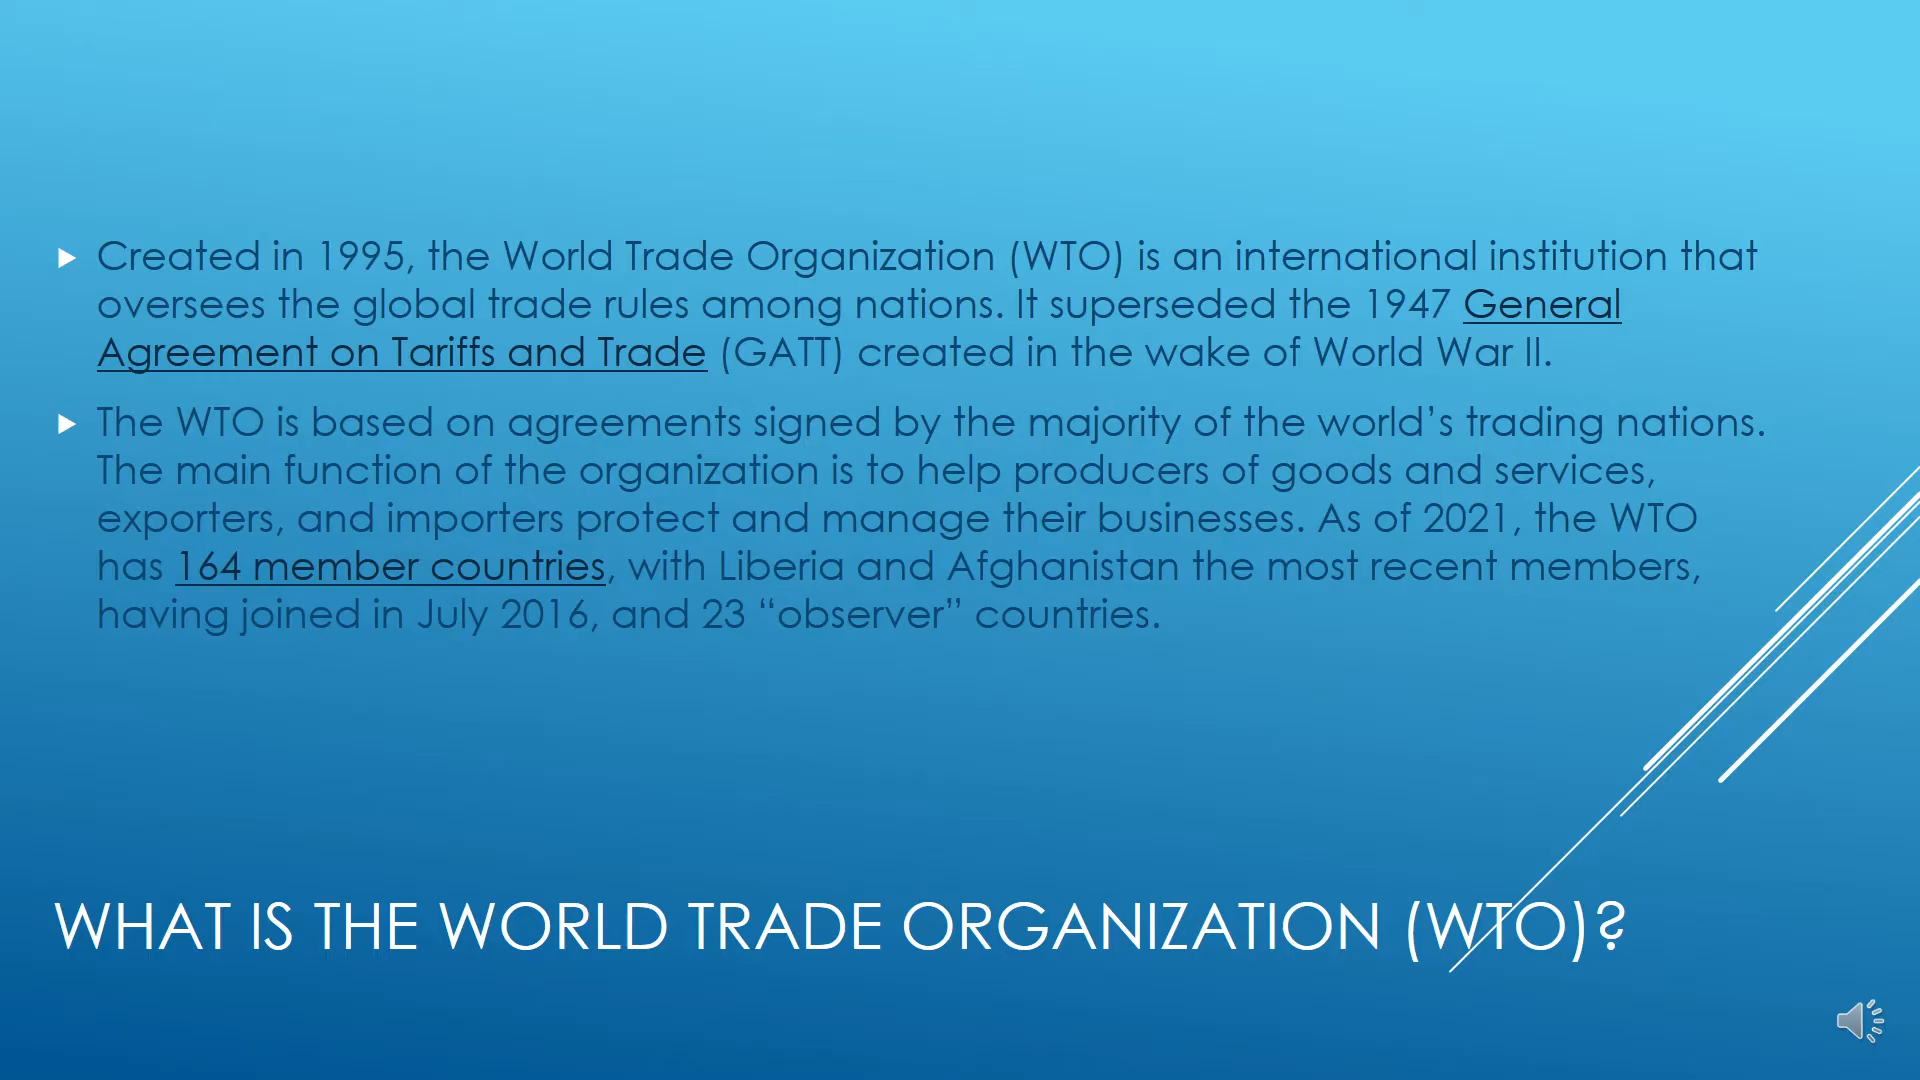 Created in 1995, the World Trade Organization (WTO) is an international institution that
oversees the global trade rules among nations. It superseded the 1947 General
Agreement on Tariffs and Trade (GATT) created in the wake of World War II.
The WTO is based on agreements signed by the majority of the world’s trading nations.
The main function of the organization is to help producers of goods and services,
exporters, and importers protect and manage their businesses. As of 2021, the WTO
has 164 member countries, with Liberia and Afghanistan the most recent members,
having joined in July 2016, and 23 “observer” countries.
WHAT IS THE WORLD TRADE ORGANIZATION (WTO)?